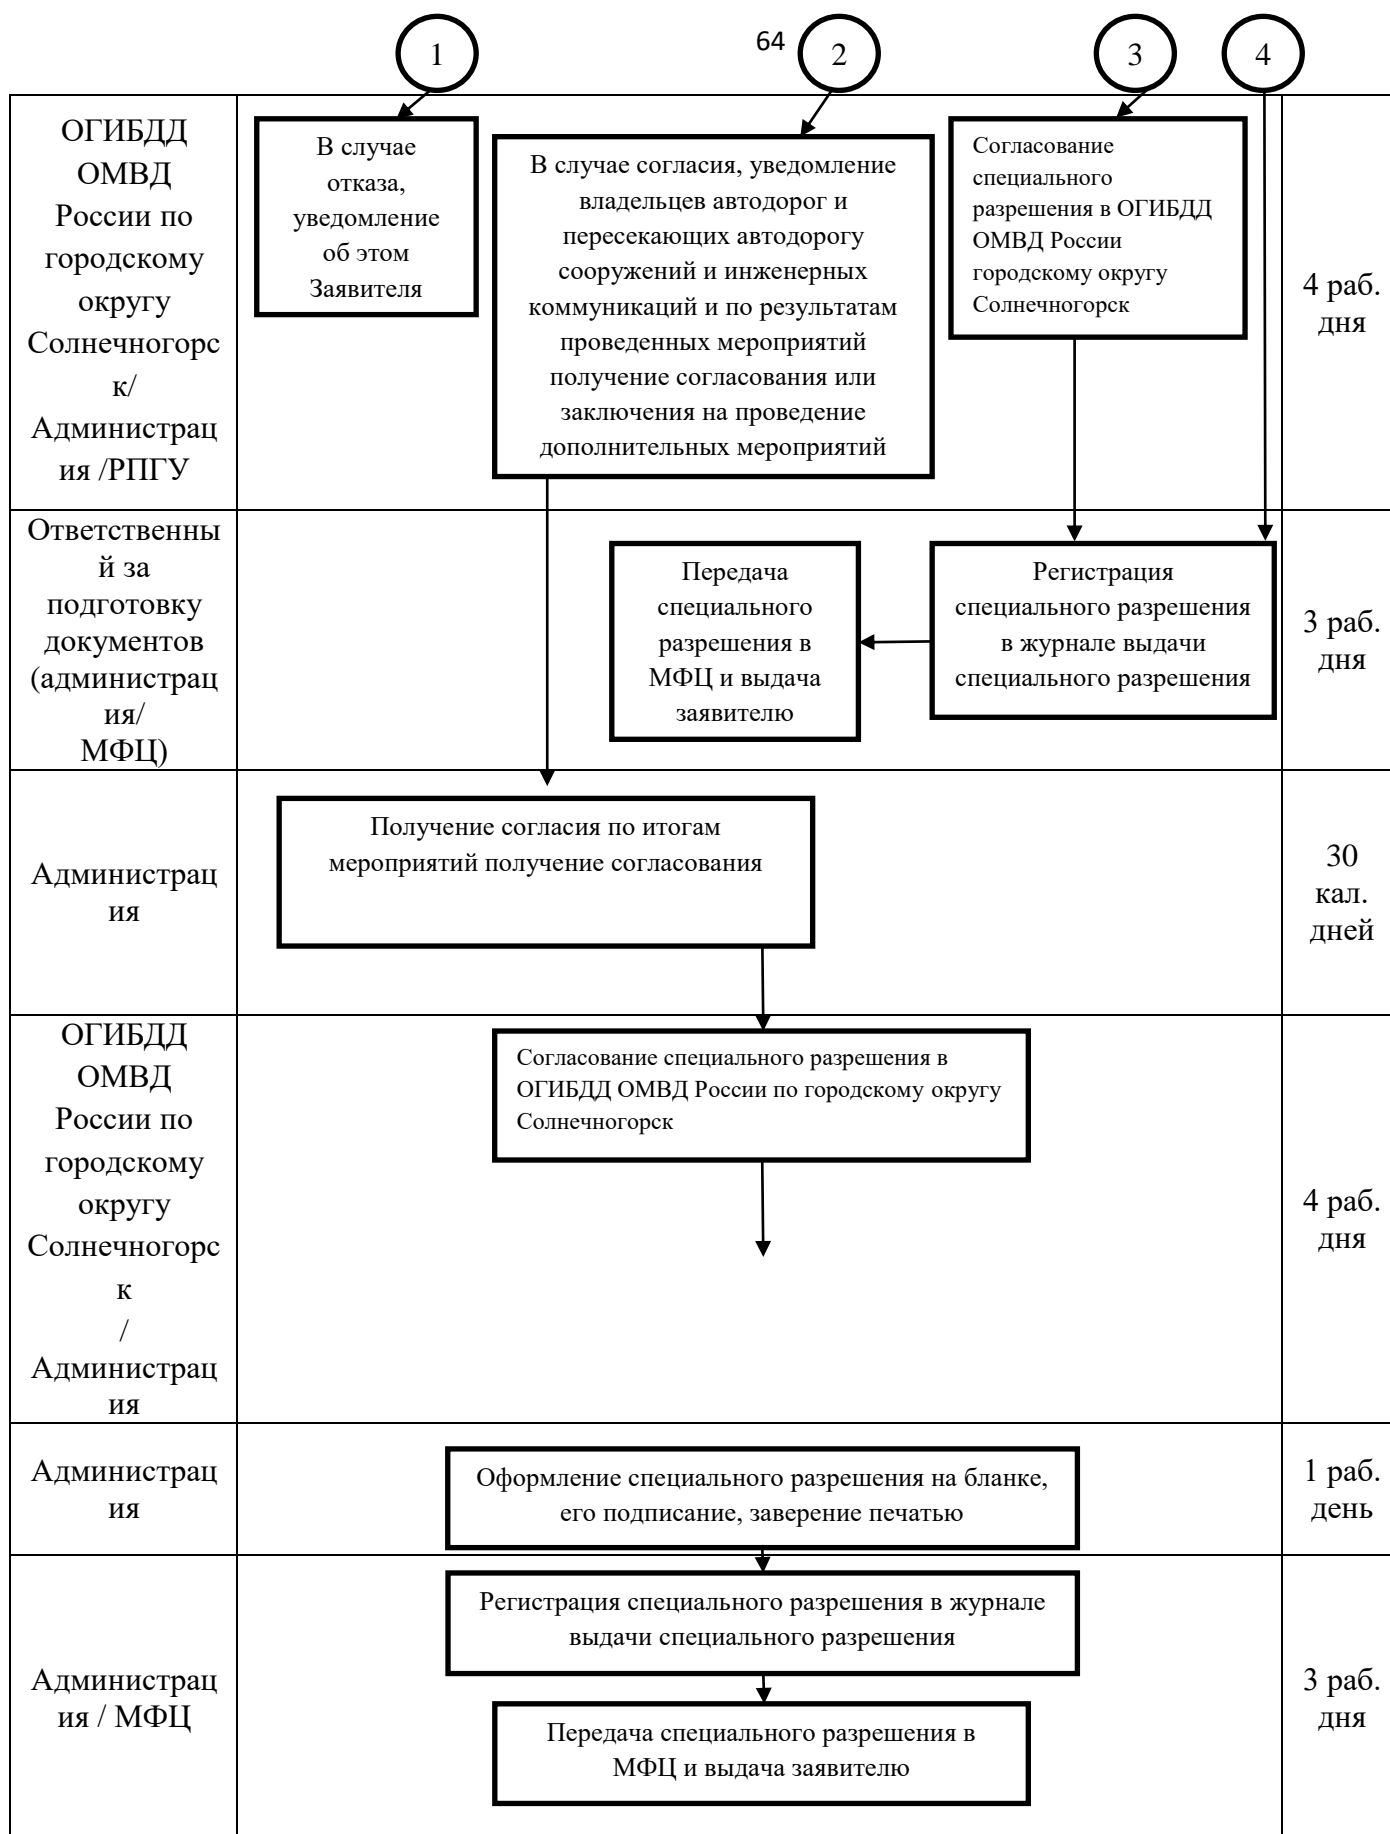 64
1
2
3
4
ОГИБДД
ОМВД
России по
городскому
округу
Солнечногорс
к/
Администрац
ия /РПГУ
В случае
отказа,
уведомление
об этом
Заявителя
В случае согласия, уведомление
владельцев автодорог и
пересекающих автодорогу
сооружений и инженерных
коммуникаций и по результатам
проведенных мероприятий
получение согласования или
заключения на проведение
дополнительных мероприятий
Согласование
специального
разрешения в ОГИБДД
ОМВД России
городскому округу
Солнечногорск
4 раб.
дня
Ответственны
й за
подготовку
документов
(администрац
ия/
МФЦ)
Передача
специального
разрешения в
МФЦ и выдача
заявителю
Регистрация
специального разрешения
в журнале выдачи
специального разрешения
3 раб.
дня
Администрац
ия
Получение согласия по итогам
мероприятий получение согласования
30
кал.
дней
ОГИБДД
ОМВД
России по
городскому
округу
Солнечногорс
к
/
Администрац
ия
Согласование специального разрешения в
ОГИБДД ОМВД России по городскому округу
Солнечногорск
4 раб.
дня
Администрац
ия
Оформление специального разрешения на бланке,
его подписание, заверение печатью
1 раб.
день
Администрац
ия / МФЦ
Регистрация специального разрешения в журнале
выдачи специального разрешения
Передача специального разрешения в
МФЦ и выдача заявителю
3 раб.
дня